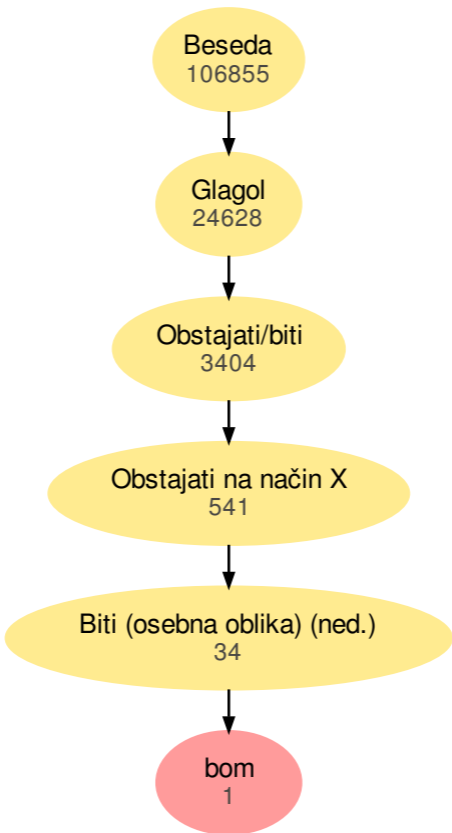 Beseda
106855
Glagol
24628
Obstajati/biti
3404
Obstajati na način X
541
Biti (osebna oblika) (ned.)
34
bom
1